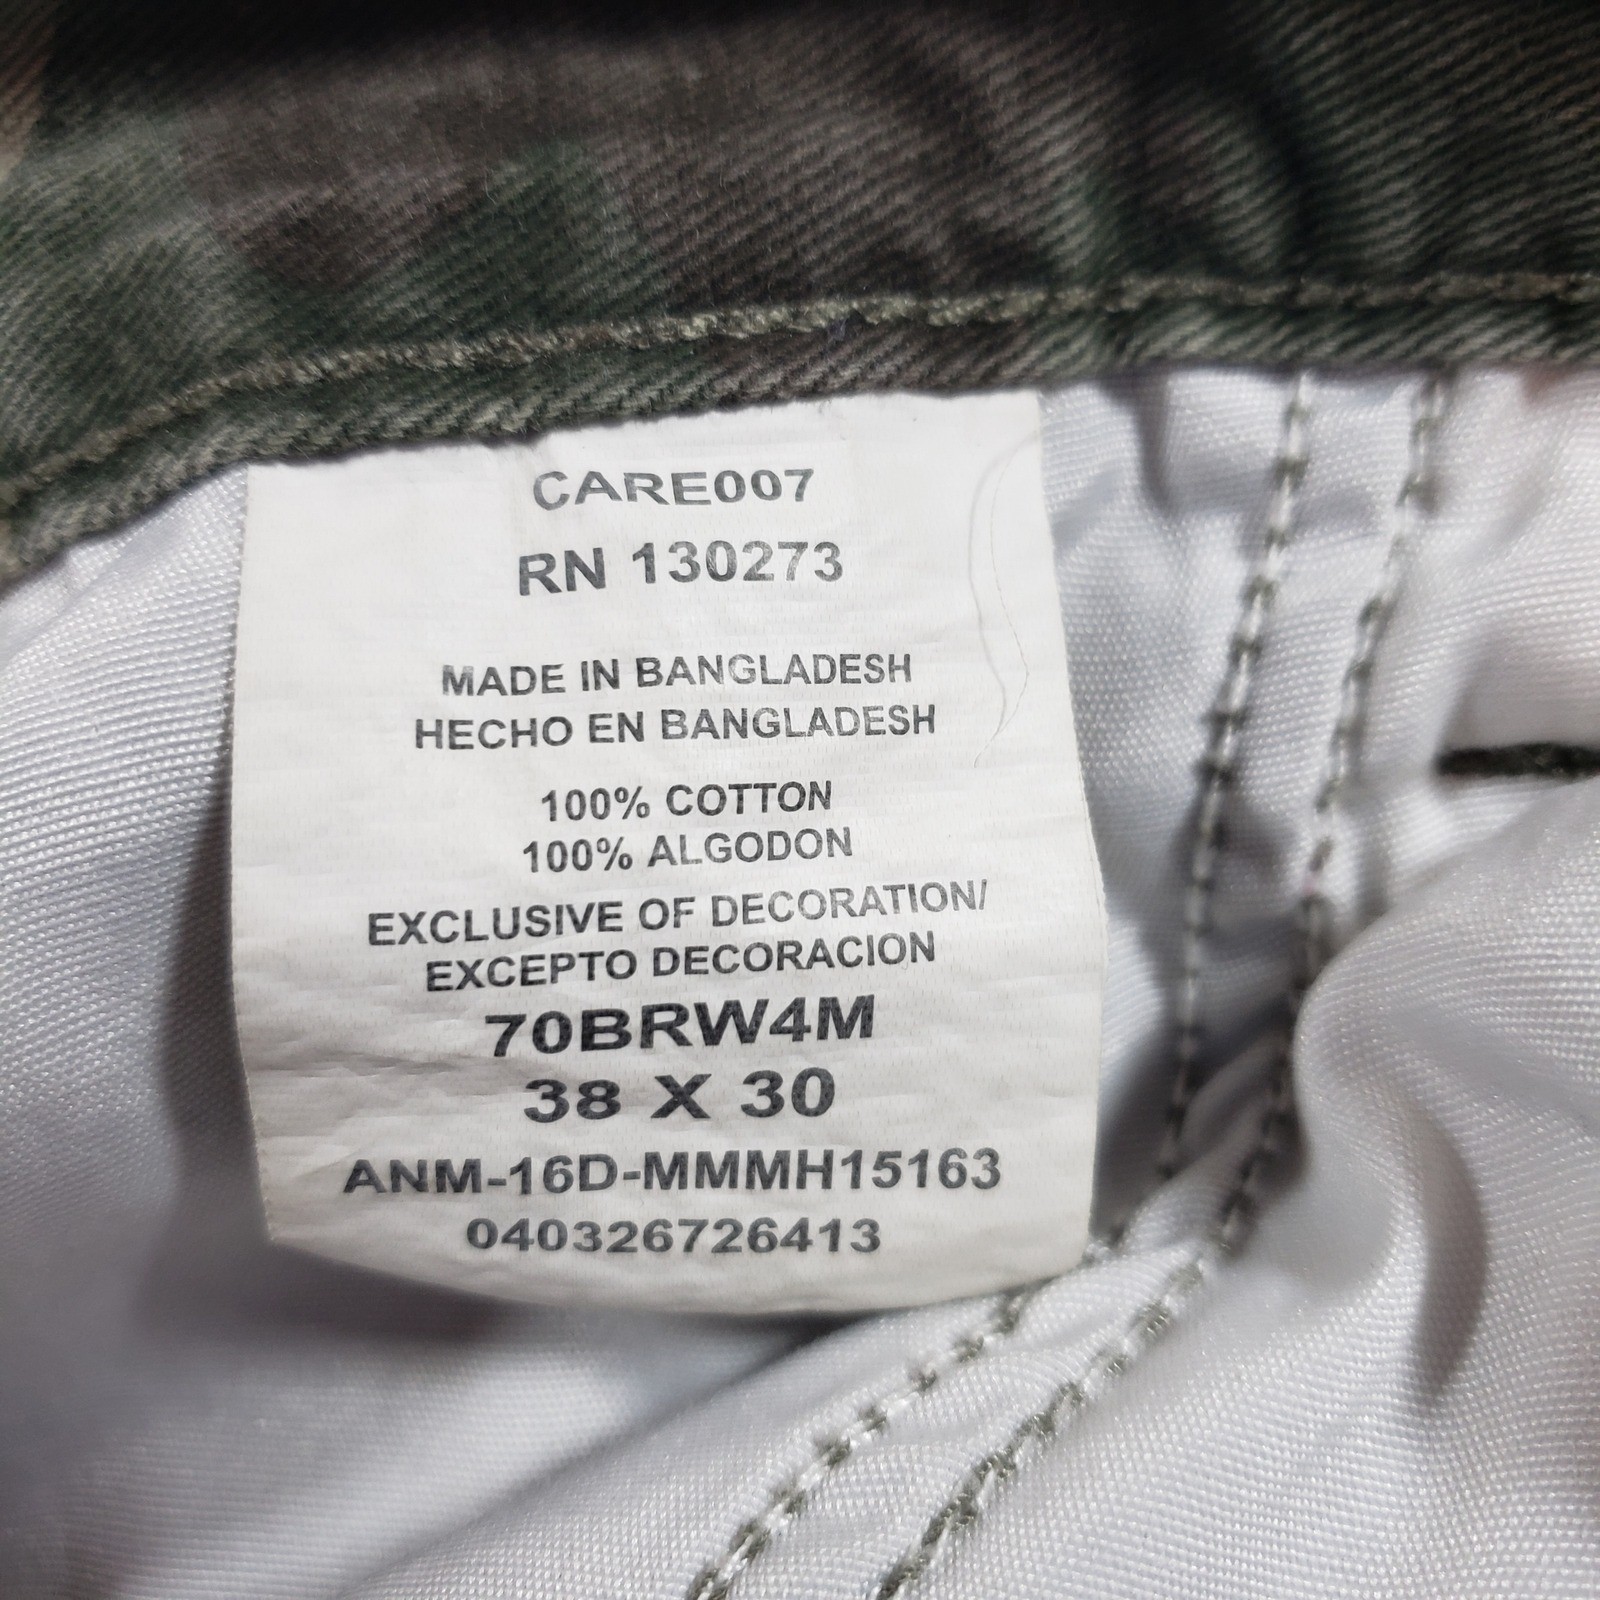 CARE007
RN 130273
MADE IN BANGLADESH
HECHO EN BANGLADESH
100% COTTON
100% ALGODON
EXCLUSIVE OF DECORATION/
EXCEPTO DECORACION
70BRW4M
38 X 30
ANM-16D-MMMH15163
040326726413